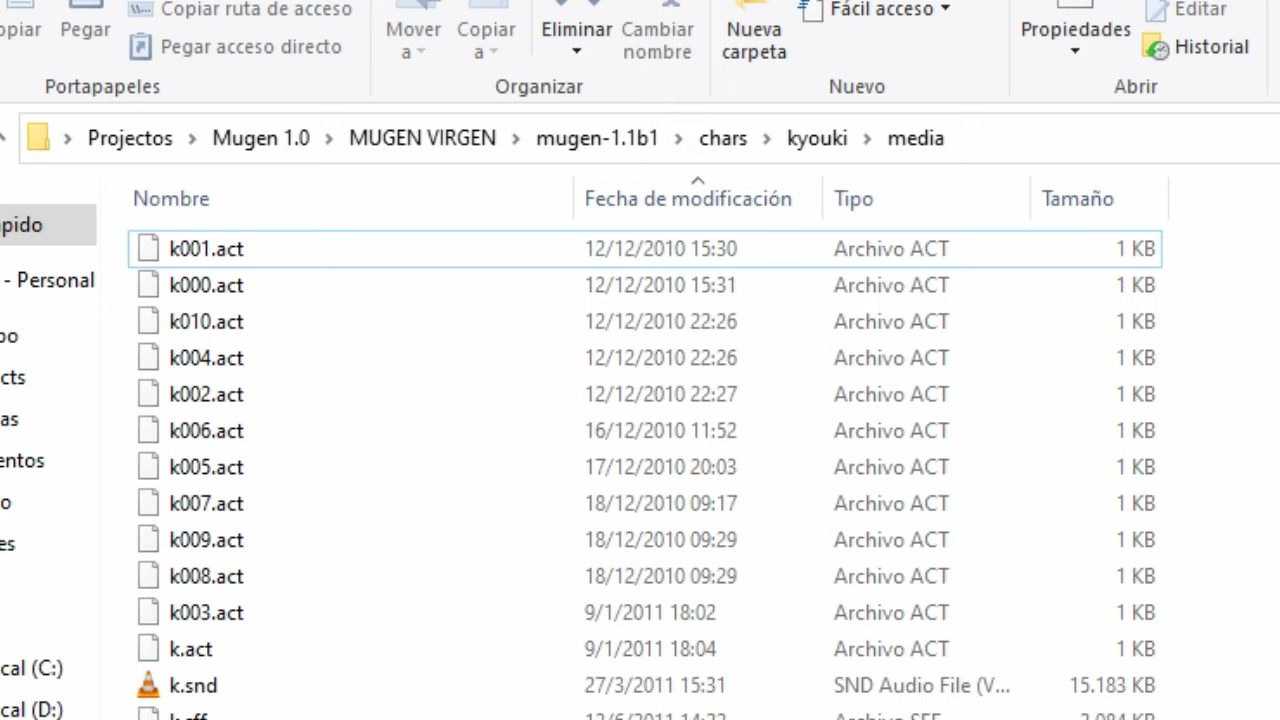 Copiar ruta de acceso
Fácil acceso
Editar
opiar
Pegar
Pegar acceso directo
Mover
a
Copiar
a
Eliminar
Cambiar
nombre
Nueva
carpeta
Propiedades
Historial
Portapapeles
Organizar
Nuevo
Abrir
Projectos > Mugen 1.0 > MUGEN VIRGEN > mugen-1.1b1 > chars > kyouki > media
Nombre Fecha de modificación Tipo Tamaño
k001.act 12/12/2010 15:30 Archivo ACT 1 KB
k000.act 12/12/2010 15:31 Archivo ACT 1 KB
k010.act 12/12/2010 22:26 Archivo ACT 1 KB
k004.act 12/12/2010 22:26 Archivo ACT 1 KB
k002.act 12/12/2010 22:27 Archivo ACT 1 KB
k006.act 16/12/2010 11:52 Archivo ACT 1 KB
k005.act 17/12/2010 20:03 Archivo ACT 1 KB
k007.act 18/12/2010 09:17 Archivo ACT 1 KB
k009.act 18/12/2010 09:29 Archivo ACT 1 KB
k008.act 18/12/2010 09:29 Archivo ACT 1 KB
k003.act 9/1/2011 18:02 Archivo ACT 1 KB
k.act 9/1/2011 18:04 Archivo ACT 1 KB
k.snd 27/3/2011 15:31 SND Audio File (V... 15.183 KB
pido
- Personal
po
cts
as
entos
o
es
cal (C:)
cal (D:)